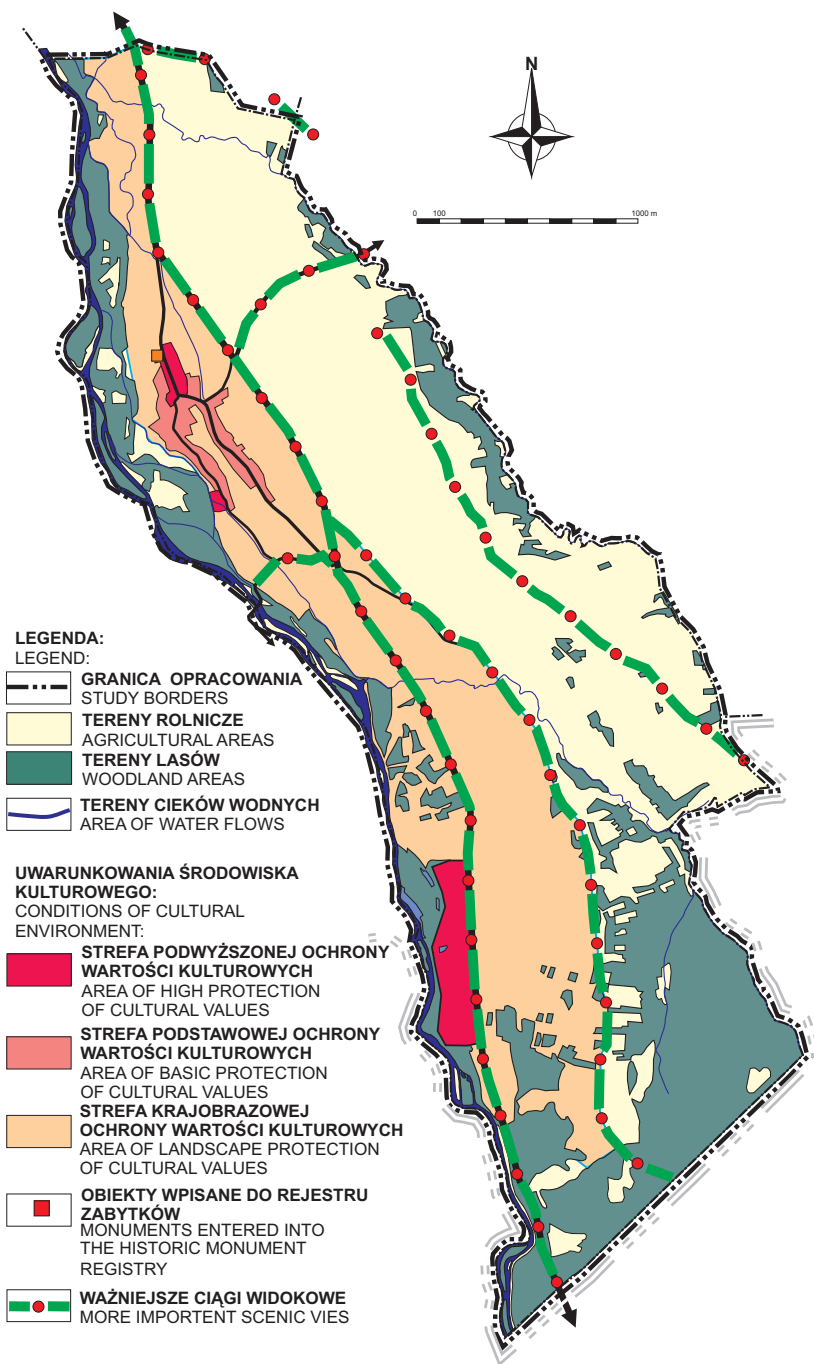 N
0 100 1000 m
LEGENDA:
LEGEND:
GRANICA OPRACOWANIA
STUDY BORDERS
TERENY ROLNICZE
AGRICULTURAL AREAS
TERENY LASÓW
WOODLAND AREAS
TERENY CIEKÓW WODNYCH
AREA OF WATER FLOWS
UWARUNKOWANIA ŚRODOWISKA
KULTUROWEGO:
CONDITIONS OF CULTURAL
ENVIRONMENT:
STREFA PODWYŻSZONEJ OCHRONY
WARTOŚCI KULTUROWYCH
AREA OF HIGH PROTECTION
OF CULTURAL VALUES
STREFA PODSTAWOWEJ OCHRONY
WARTOŚCI KULTUROWYCH
AREA OF BASIC PROTECTION
OF CULTURAL VALUES
STREFA KRAJOBRAZOWEJ
OCHRONY WARTOŚCI KULTUROWYCH
AREA OF LANDSCAPE PROTECTION
OF CULTURAL VALUES
OBIEKTY WPISANE DO REJESTRU
ZABYTKÓW
MONUMENTS ENTERED INTO
THE HISTORIC MONUMENT
REGISTRY
WAŻNIEJSZE CIĄGI WIDOKOWE
MORE IMPORTENT SCENIC VIES